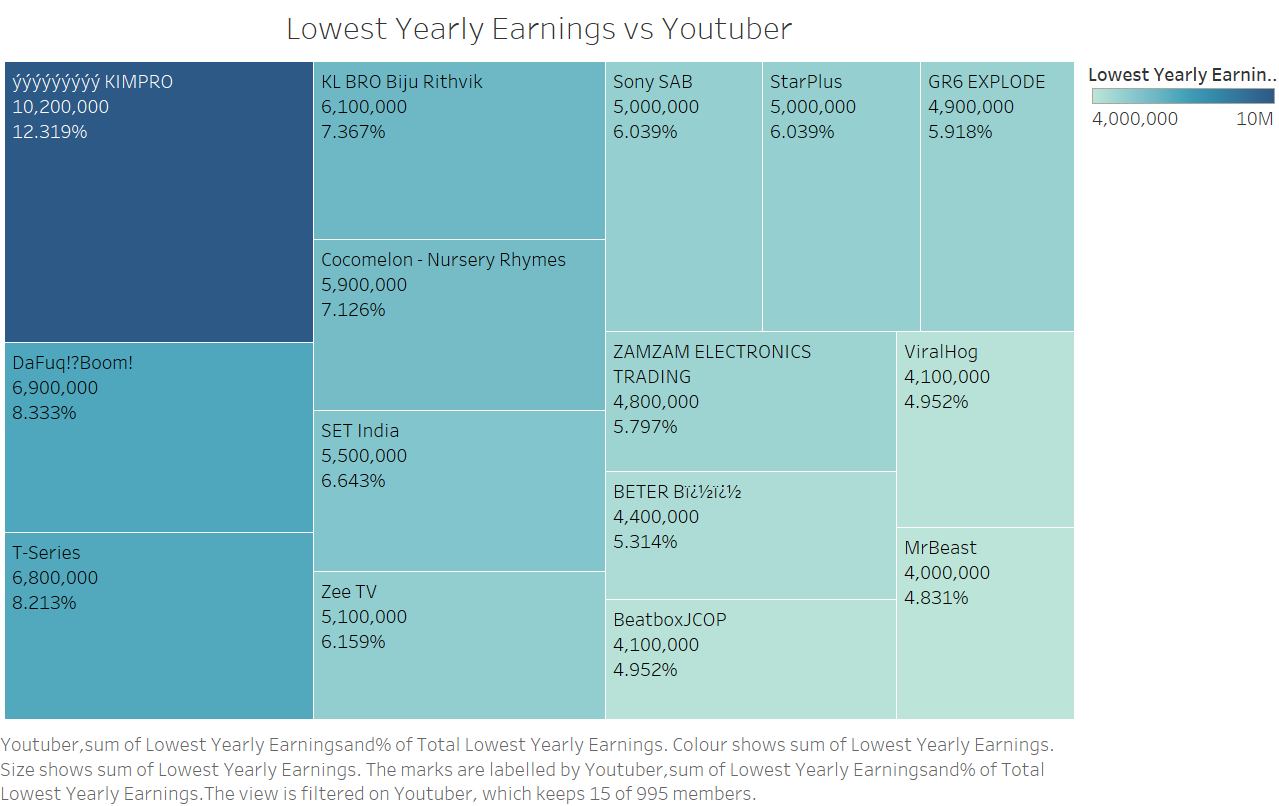 Lowest Yearly Earnings vs Youtuber
ýýýýýýýýý KIMPRO
10,200,000
12.319%
DaFuq!?Boom!
6,900,000
8.333%
T-Series
6,800,000
8.213%
KL BRO Biju Rithvik
6,100,000
7.367%
Cocomelon - Nursery Rhymes
5,900,000
7.126%
SET India
5,500,000
6.643%
Zee TV
5,100,000
6.159%
Sony SAB
5,000,000
6.039%
StarPlus
5,000,000
6.039%
GR6 EXPLODE
4,900,000
5.918%
ZAMZAM ELECTRONICS
TRADING
4,800,000
5.797%
BETER Bï¿½ï¿½
4,400,000
5.314%
BeatboxJCOP
4,100,000
4.952%
ViralHog
4,100,000
4.952%
MrBeast
4,000,000
4.831%
Lowest Yearly Earnin..
4,000,000 10M
Youtuber,sum of Lowest Yearly Earningsand% of Total Lowest Yearly Earnings. Colour shows sum of Lowest Yearly Earnings.
Size shows sum of Lowest Yearly Earnings. The marks are labelled by Youtuber,sum of Lowest Yearly Earningsand% of Total
Lowest Yearly Earnings.The view is filtered on Youtuber, which keeps 15 of 995 members.